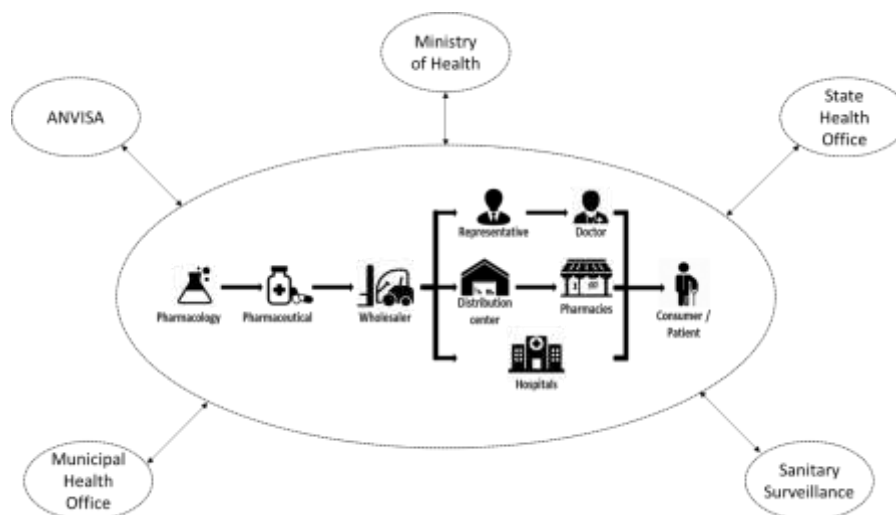 Ministry
of Health
ANVISA
State
Health
Office
Representative
Doctor
Pharmacology
Pharmaceutical
Wholesaler
Distribution
center
Pharmacies
Consumer /
Patient
Hospitals
Municipal
Health
Office
Sanitary
Surveillance